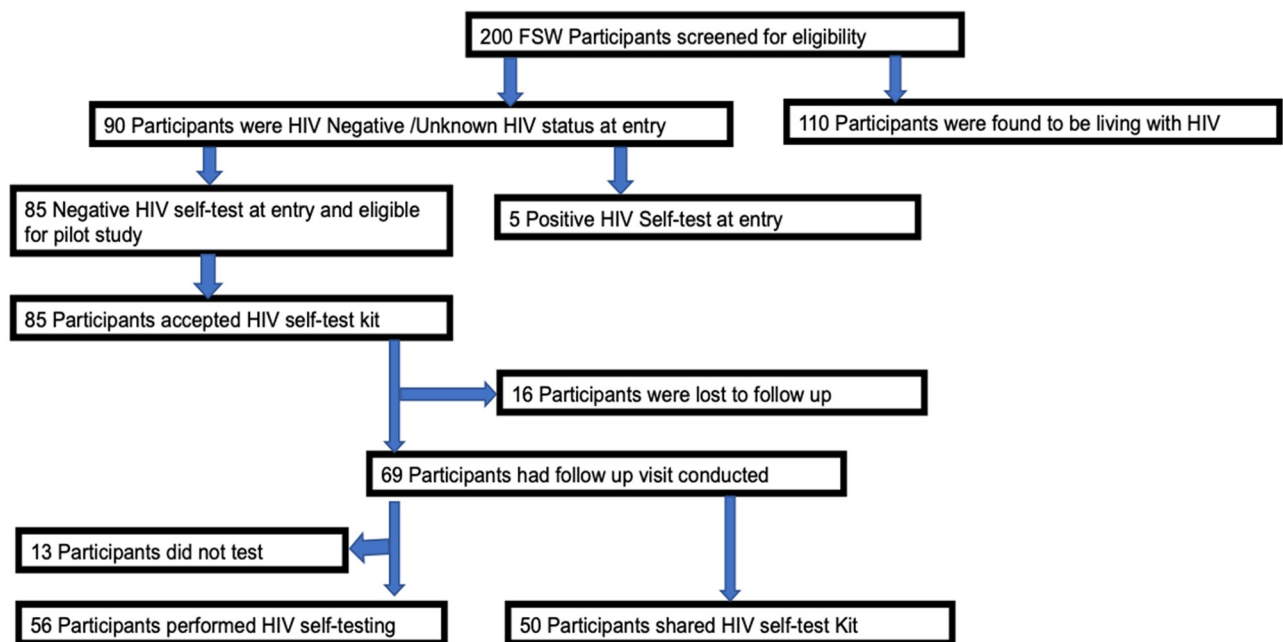 200 FSW Participants screened for eligibility
90 Participants were HIV Negative /Unknown HIV status at entry
110 Participants were found to be living with HIV
85 Negative HIV self-test at entry and eligible
for pilot study
5 Positive HIV Self-test at entry
85 Participants accepted HIV self-test kit
16 Participants were lost to follow up
69 Participants had follow up visit conducted
13 Participants did not test
56 Participants performed HIV self-testing
50 Participants shared HIV self-test Kit